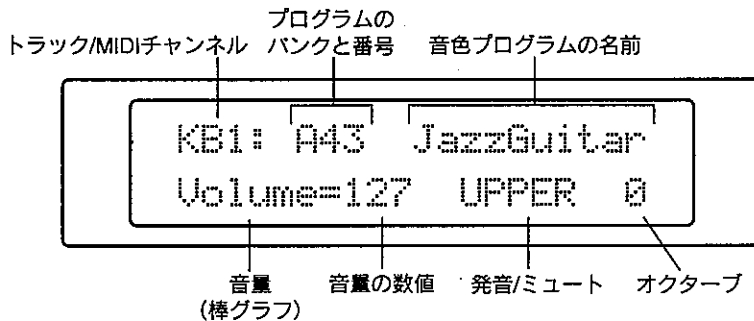 プログラムの
トラック/MIDIチャンネル バンクと番号 音色プログラムの名前
KB1: A43 JazzGuitar
Volume=127 UPPER 0
音量 音量の数値 発音/ミュート オクターブ
(棒グラフ)